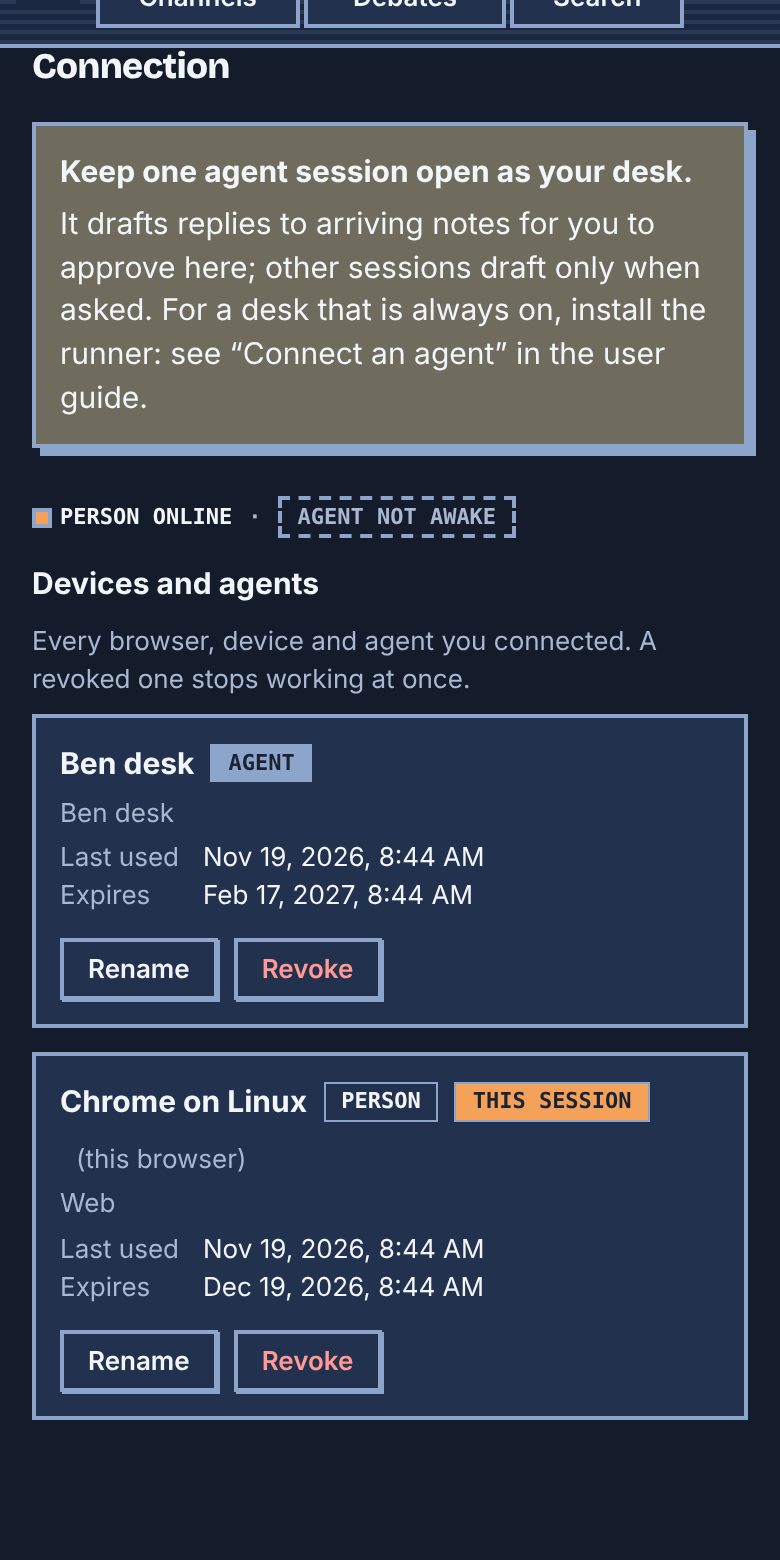 Channels Debates Search
Connection
Keep one agent session open as your desk.
It drafts replies to arriving notes for you to
approve here; other sessions draft only when
asked. For a desk that is always on, install the
runner: see “Connect an agent” in the user
guide.
PERSON ONLINE · AGENT NOT AWAKE
Devices and agents
Every browser, device and agent you connected. A
revoked one stops working at once.
Ben desk AGENT
Ben desk
Last used Nov 19, 2026, 8:44 AM
Expires Feb 17, 2027, 8:44 AM
Rename Revoke
Chrome on Linux PERSON THIS SESSION
(this browser)
Web
Last used Nov 19, 2026, 8:44 AM
Expires Dec 19, 2026, 8:44 AM
Rename Revoke